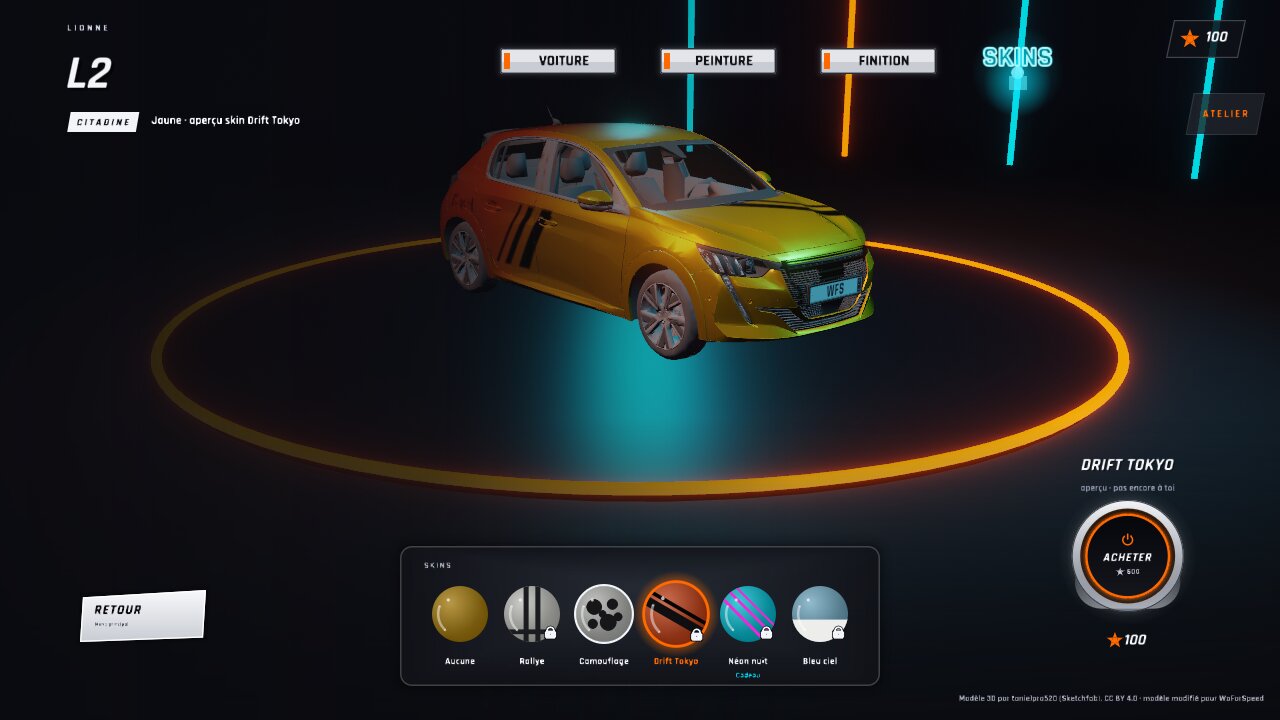 LIONNE
L2
CITADINE
Jaune · aperçu skin Drift Tokyo
VOITURE
PEINTURE
FINITION
SKINS
100
ATELIER
WFS
DRIFT TOKYO
aperçu · pas encore à toi
ACHETER
★ 600
100
RETOUR
Menu principal
SKINS
Aucune
Rallye
Camouflage
Drift Tokyo
Néon nuit
Cadeau
Bleu ciel
Modèle 3D par tanielpro520 (Sketchfab), CC BY 4.0 · modèle modifié pour WoForSpeed